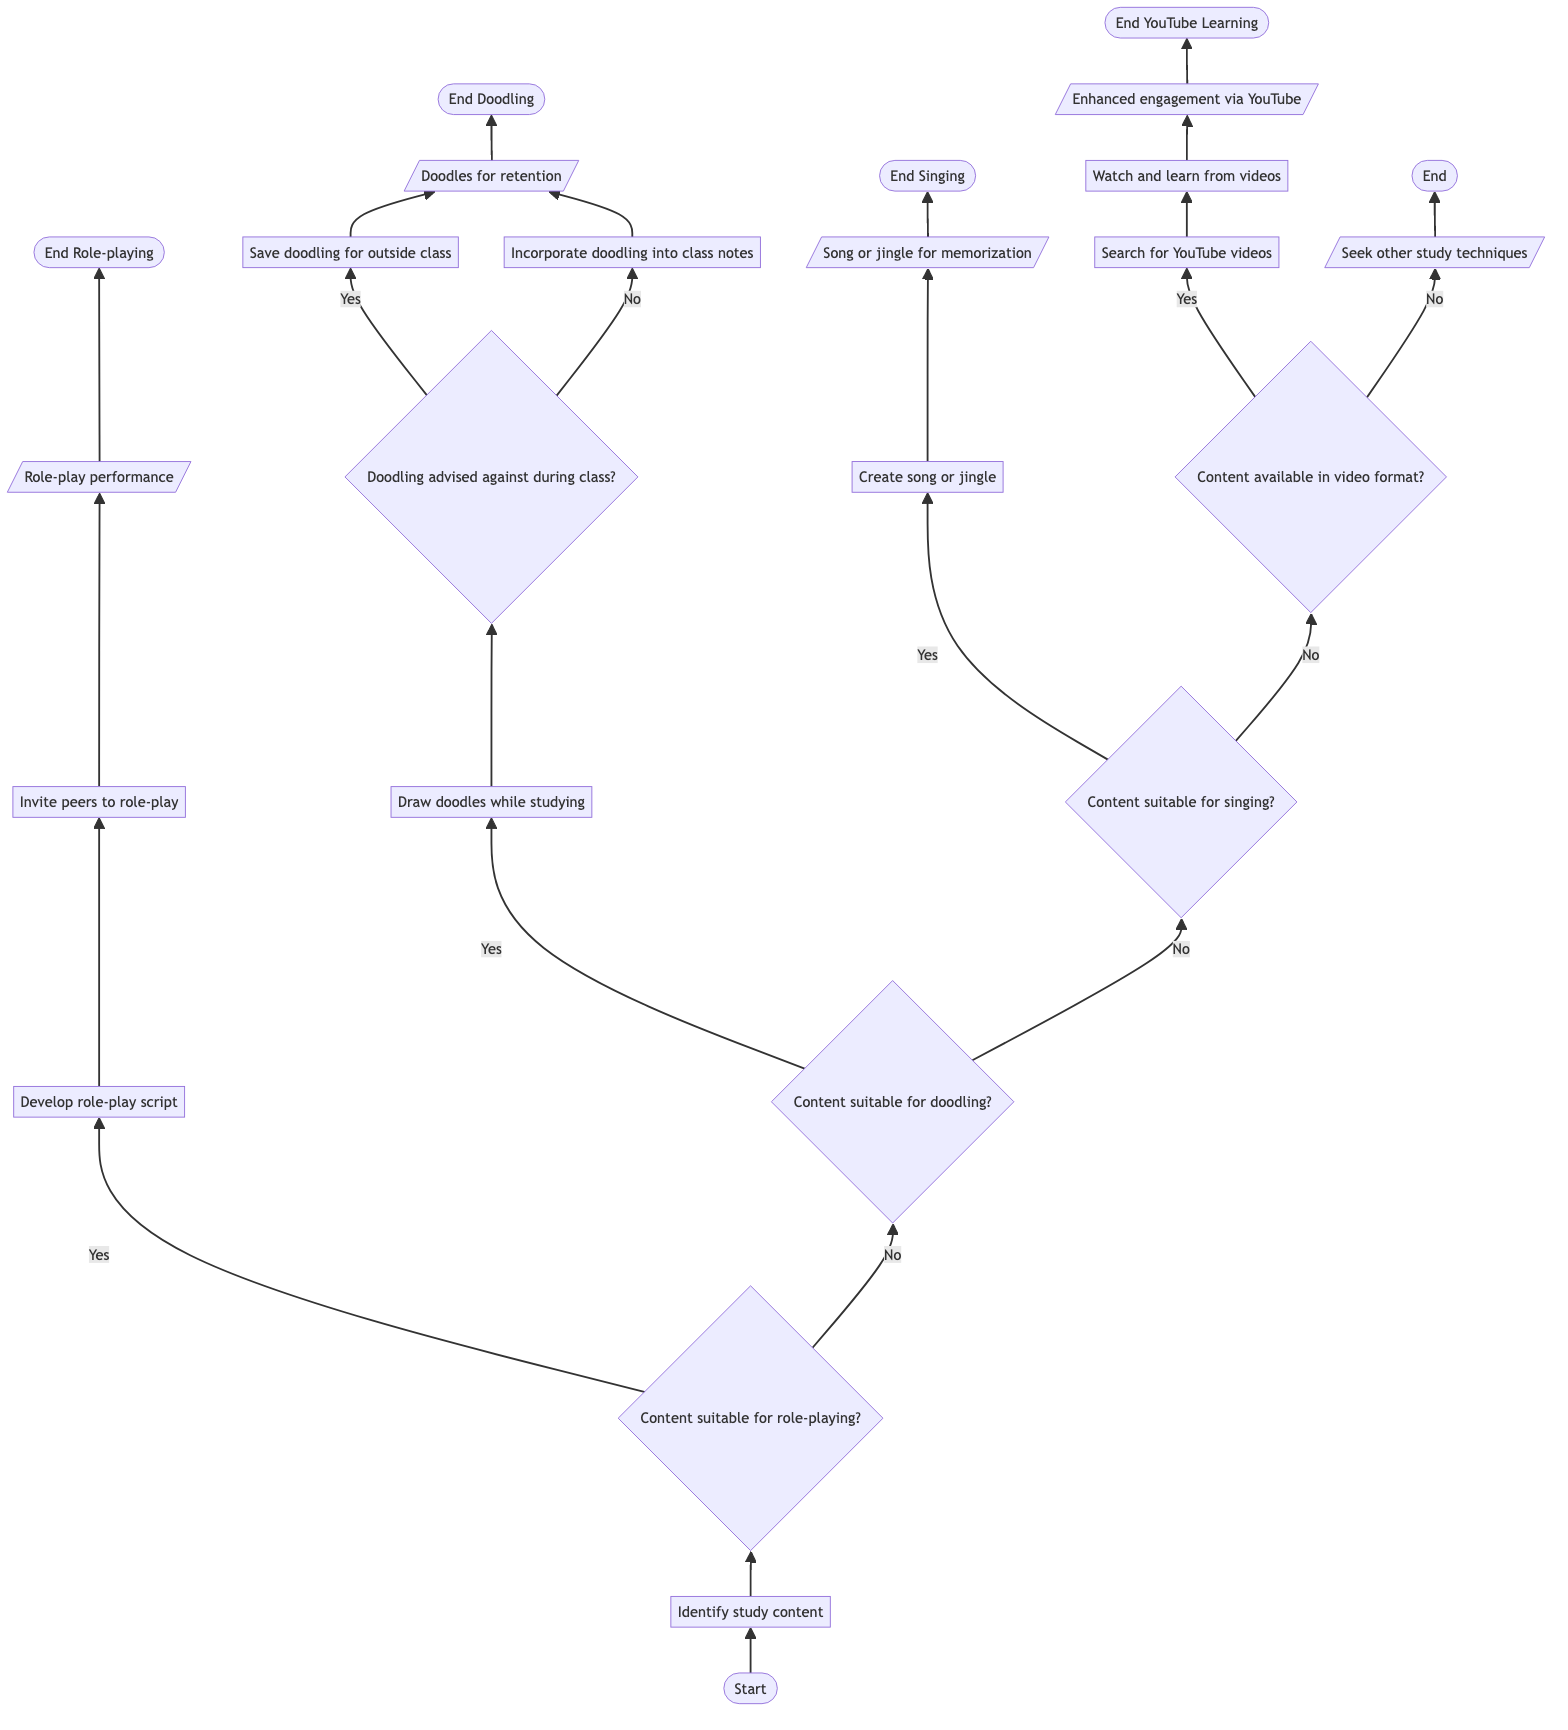 End YouTube Learning
End Doodling
Enhanced engagement via YouTube
Doodles for retention
End Singing
Watch and learn from videos
End
End Role-playing
Save doodling for outside class
Incorporate doodling into class notes
Song or jingle for memorization
Search for YouTube videos
Seek other study techniques
Yes
No
Yes
No
Role-play performance
Doodling advised against during class?
Create song or jingle
Content available in video format?
Yes
No
Invite peers to role-play
Draw doodles while studying
Content suitable for singing?
Yes
No
Develop role-play script
Content suitable for doodling?
Yes
No
Content suitable for role-playing?
Identify study content
Start